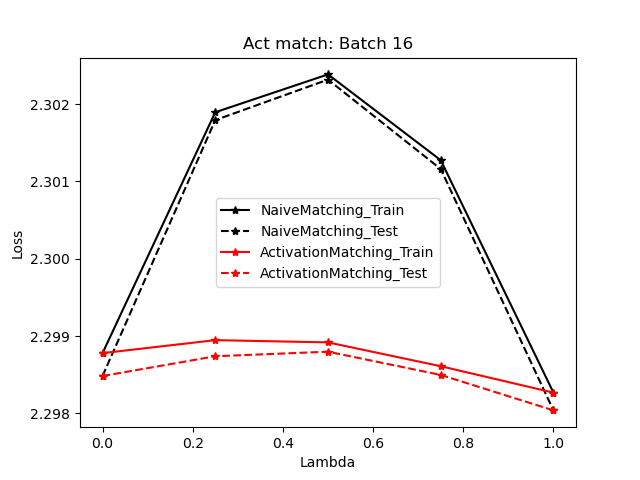 Act match: Batch 16
2.302
2.301
2.300
2.299
2.298
Loss
NaiveMatching_Train
NaiveMatching_Test
ActivationMatching_Train
ActivationMatching_Test
0.0 0.2 0.4 0.6 0.8 1.0
Lambda